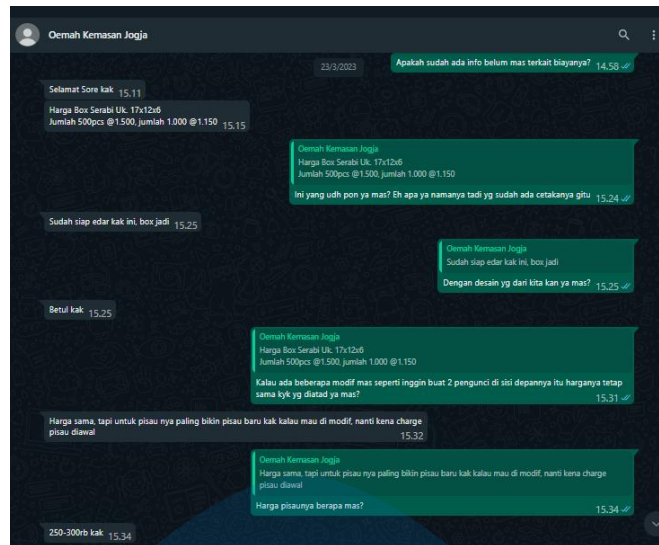 Oemah Kemasan Jogja
23/3/2023
Apakah sudah ada info belum mas terkait biayanya? 14.58
Selamat Sore kak 15.11
Harga Box Serabi Uk. 17x12x6
Jumlah 500pcs @1.500, jumlah 1.000 @1.150 15.15
Oemah Kemasan Jogja
Harga Box Serabi Uk. 17x12x6
Jumlah 500pcs @1.500, jumlah 1.000 @1.150
Ini yang udh pon ya mas? Eh apa ya namanya tadi yg sudah ada cetakanya gitu 15.24
Sudah siap edar kak ini, box jadi 15.25
Oemah Kemasan Jogja
Sudah siap edar kak ini, box jadi
Dengan desain yg dari kita kan ya mas? 15.25
Betul kak 15.25
Oemah Kemasan Jogja
Harga Box Serabi Uk. 17x12x6
Jumlah 500pcs @1.500, jumlah 1.000 @1.150
Kalau ada beberapa modif mas seperti inggin buat 2 pengunci di sisi depannya itu harganya tetap
sama kyk yg diatad ya mas? 15.31
Harga sama, tapi untuk pisau nya paling bikin pisau baru kak kalau mau di modif, nanti kena charge
pisau diawal 15.32
Oemah Kemasan Jogja
Harga sama, tapi untuk pisau nya paling bikin pisau baru kak kalau mau di modif, nanti kena charge
pisau diawal
Harga pisaunya berapa mas? 15.34
250-300rb kak 15.34